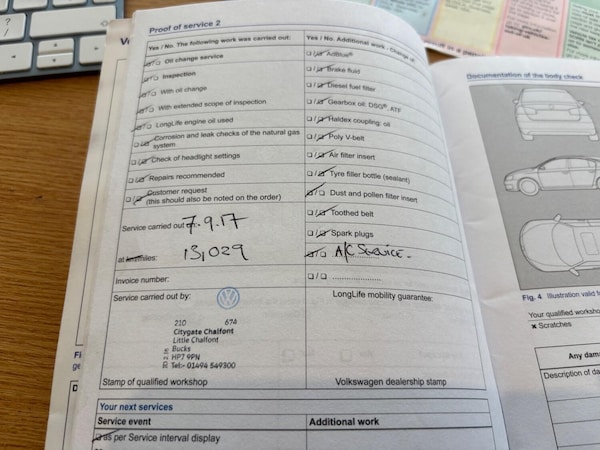 Proof of service 2
Yes / No. The following work was carried out:
Oil change service
Inspection
With oil change
With extended scope of inspection
LongLife engine oil used
Corrosion and leak checks of the natural gas
system
Check of headlight settings
Repairs recommended
Customer request
(this should also be noted on the order)
Service carried out 7.9.17
at km/miles: 13,029
Invoice number:
Service carried out by:
210 674
Citygate Chalfont
Little Chalfont
Bucks
HP7 9PN
Tel:- 01494 549300
Stamp of qualified workshop
Yes / No. Additional work - Change of
AdBlue®
Brake fluid
Diesel fuel filter
Gearbox oil: DSG®, ATF
Haldex coupling: oil
Poly V-belt
Air filter insert
Tyre filler bottle (sealant)
Dust and pollen filter insert
Toothed belt
Spark plugs
A/C SERVICE.
LongLife mobility guarantee:
Volkswagen dealership stamp
Your next services
Service event
Additional work
as per Service interval display
Documentation of the body check
Fig. 4 Illustration valid f
Your qualified worksho
Scratches
Any dam
Description of da